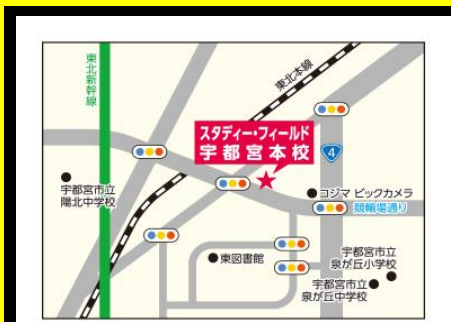 東北新幹線
東北本線
スタディー・フィールド
宇都宮本校
4
宇都宮市立
陽北中学校
コジマ ビックカメラ
競輪場通り
東図書館
宇都宮市立
泉が丘小学校
宇都宮市立
泉が丘中学校